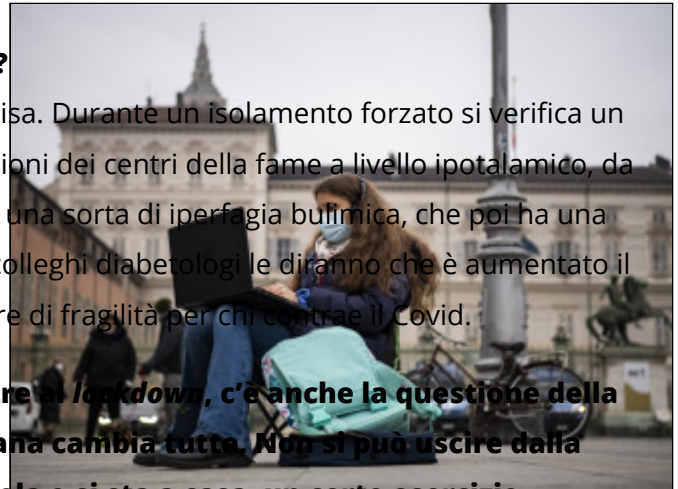 ?
isa. Durante un isolamento forzato si verifica un
ioni dei centri della fame a livello ipotalamico, da
una sorta di iperfagia bulimica, che poi ha una
colleghi diabetologi le diranno che è aumentato il
re di fragilità per chi contrae il Covid.
tre al lockdown, c’è anche la questione della
ana cambia tutto. Non si può uscire dalla